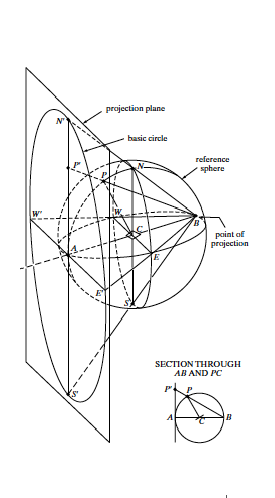 projection plane
N'
basic circle
reference
sphere
P'
N
P
W'
W
B
C
point of
projection
A
E
E'
S
S'
SECTION THROUGH
AB AND PC
P'
P
A
C
B